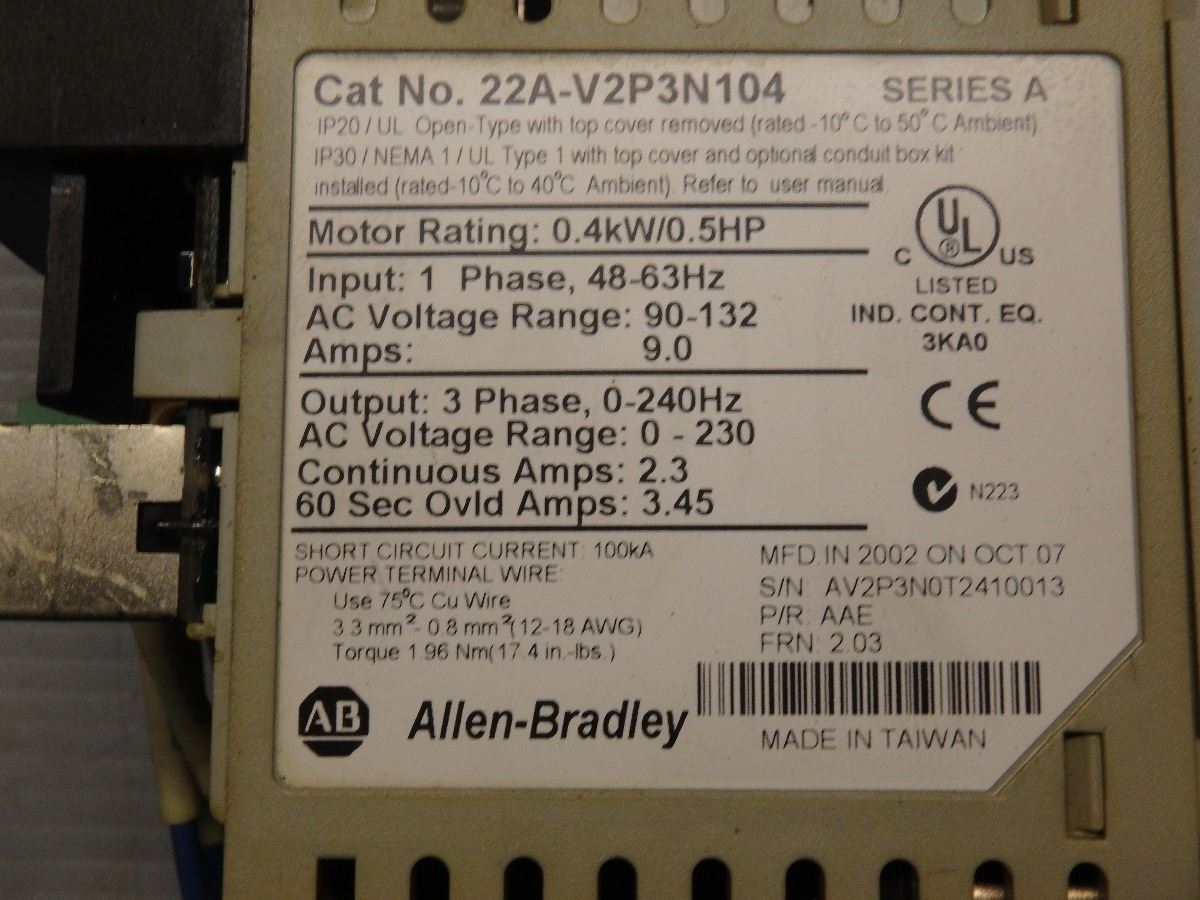 Cat No. 22A-V2P3N104 SERIES A
IP20 / UL Open-Type with top cover removed (rated -10°C to 50°C Ambient)
IP30 / NEMA 1 / UL Type 1 with top cover and optional conduit box kit
installed (rated-10°C to 40°C Ambient). Refer to user manual.
Motor Rating: 0.4kW/0.5HP
Input: 1 Phase, 48-63Hz
AC Voltage Range: 90-132
Amps: 9.0
C UL ® US
LISTED
IND. CONT. EQ.
3KA0
CE
Output: 3 Phase, 0-240Hz
AC Voltage Range: 0 - 230
Continuous Amps: 2.3
60 Sec Ovld Amps: 3.45
N223
SHORT CIRCUIT CURRENT: 100kA
POWER TERMINAL WIRE:
Use 75°C Cu Wire
3.3 mm²- 0.8 mm²(12-18 AWG)
Torque 1.96 Nm(17.4 in.-lbs.)
MFD.IN 2002 ON OCT 07
S/N: AV2P3N0T2410013
P/R: AAE
FRN: 2.03
AB Allen-Bradley
MADE IN TAIWAN